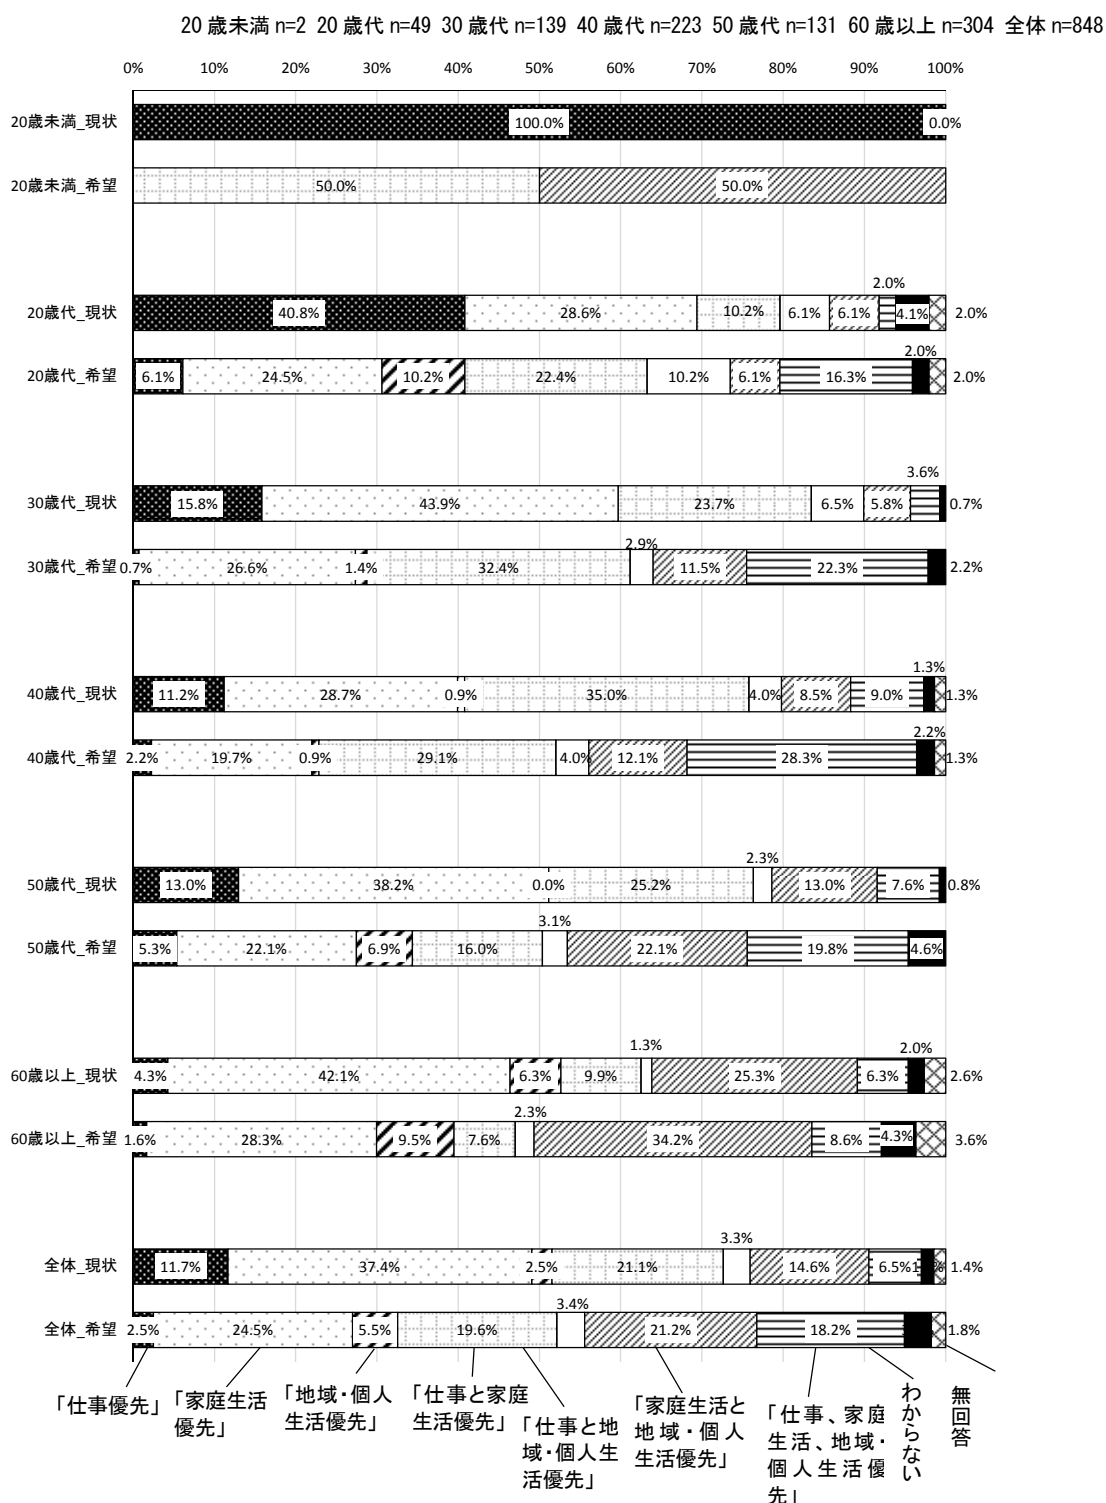 20 歳未満 n=2 20 歳代 n=49 30 歳代 n=139 40 歳代 n=223 50 歳代 n=131 60 歳以上 n=304 全体 n=848
0% 10% 20% 30% 40% 50% 60% 70% 80% 90% 100%
20歳未満_現状 100.0% 0.0%
20歳未満_希望 50.0% 50.0%
2.0%
20歳代_現状 40.8% 28.6% 10.2% 6.1% 6.1% 4.1% 2.0%
2.0%
20歳代_希望 6.1% 24.5% 10.2% 22.4% 10.2% 6.1% 16.3% 2.0%
3.6%
30歳代_現状 15.8% 43.9% 23.7% 6.5% 5.8% 0.7%
2.9%
30歳代_希望 0.7% 26.6% 1.4% 32.4% 11.5% 22.3% 2.2%
1.3%
40歳代_現状 11.2% 28.7% 0.9% 35.0% 4.0% 8.5% 9.0% 1.3%
2.2%
40歳代_希望 2.2% 19.7% 0.9% 29.1% 4.0% 12.1% 28.3% 1.3%
2.3%
50歳代_現状 13.0% 38.2% 0.0% 25.2% 13.0% 7.6% 0.8%
3.1%
50歳代_希望 5.3% 22.1% 6.9% 16.0% 22.1% 19.8% 4.6%
1.3% 2.0%
60歳以上_現状 4.3% 42.1% 6.3% 9.9% 25.3% 6.3% 2.6%
2.3%
60歳以上_希望 1.6% 28.3% 9.5% 7.6% 34.2% 8.6% 4.3% 3.6%
3.3%
全体_現状 11.7% 37.4% 2.5% 21.1% 14.6% 6.5% 1.4%
3.4%
全体_希望 2.5% 24.5% 5.5% 19.6% 21.2% 18.2% 1.8%
「仕事優先」
「家庭生活
優先」
「地域・個人
生活優先」
「仕事と家庭
生活優先」
「仕事と地
域・個人生
活優先」
「家庭生活と
地域・個人
生活優先」
「仕事、家庭
生活、地域・
個人生活優
先」
わからない
無回答